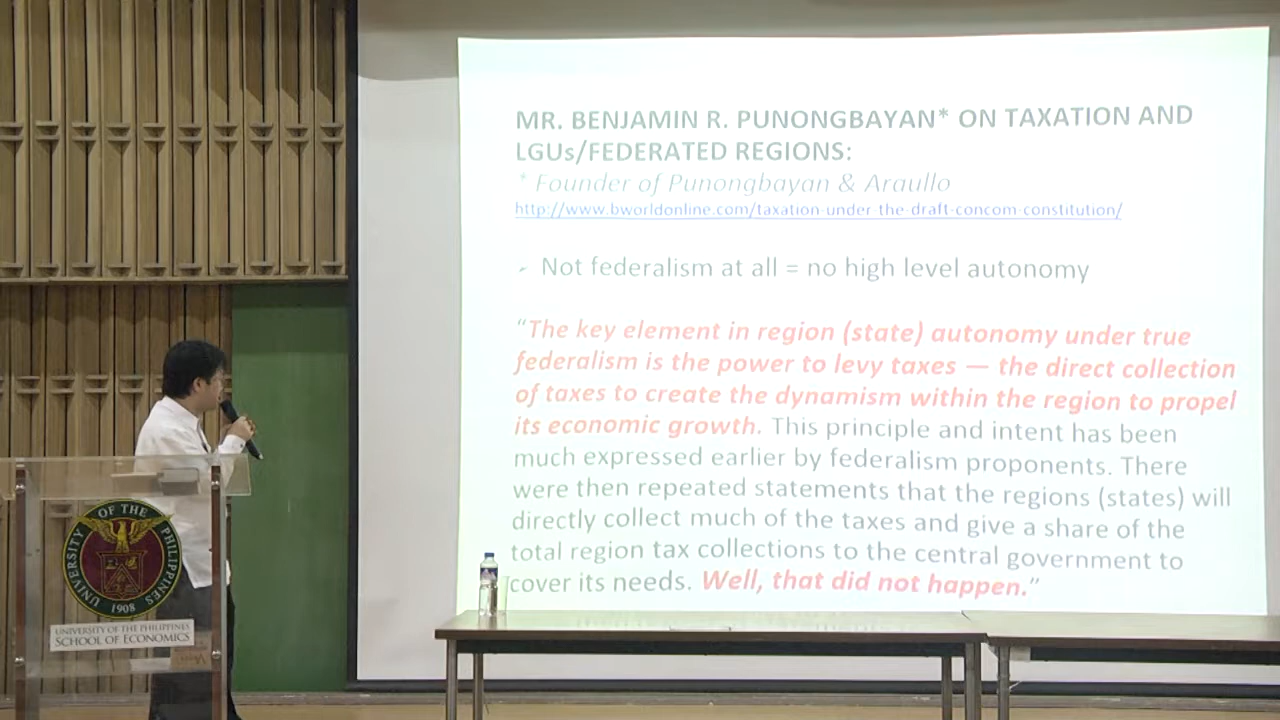 MR. BENJAMIN R. PUNONGBAYAN* ON TAXATION AND
LGUs/FEDERATED REGIONS:
* Founder of Punongbayan & Araullo
http://www.bworldonline.com/taxation-under-the-draft-concom-constitution/
Not federalism at all = no high level autonomy
“The key element in region (state) autonomy under true
federalism is the power to levy taxes — the direct collection
of taxes to create the dynamism within the region to propel
its economic growth. This principle and intent has been
much expressed earlier by federalism proponents. There
were then repeated statements that the regions (states) will
directly collect much of the taxes and give a share of the
total region tax collections to the central government to
cover its needs. Well, that did not happen.”
UNIVERSITY OF THE PHILIPPINES
1908
UNIVERSITY OF THE PHILIPPINES
SCHOOL OF ECONOMICS